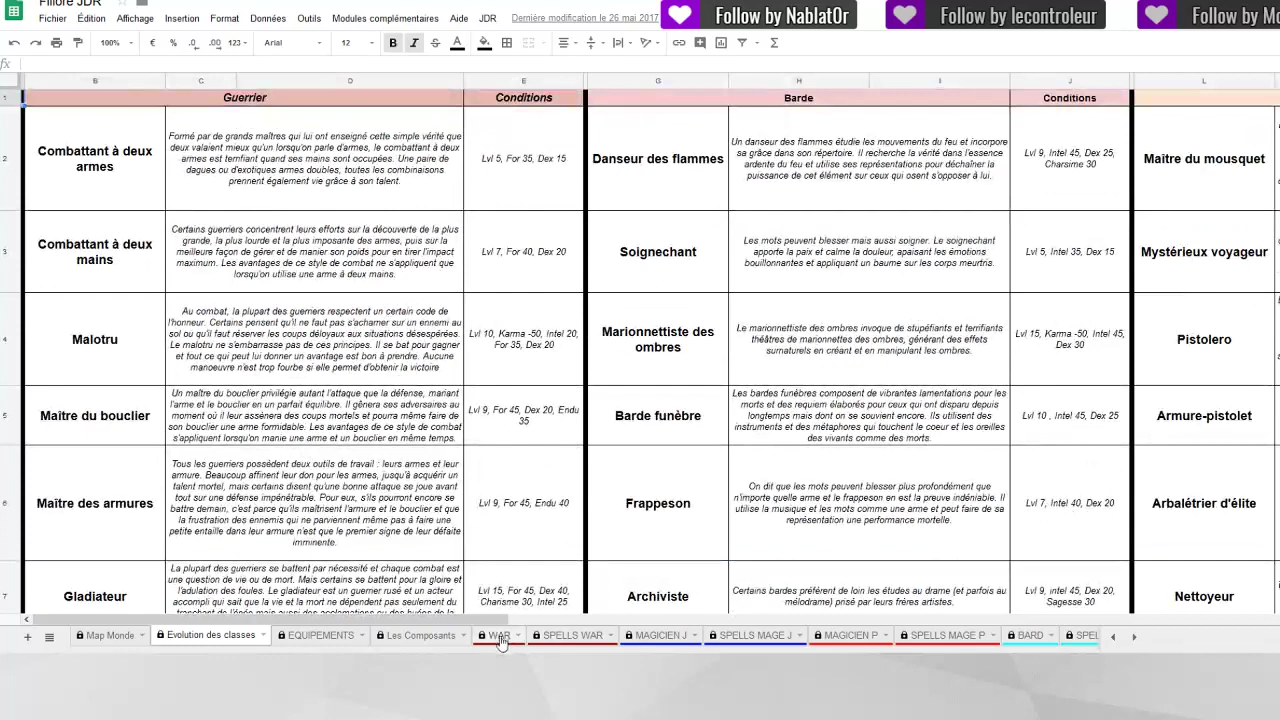 Fillore JDR
Fichier Édition Affichage Insertion Format Données Outils Modules complémentaires Aide JDR Dernière modification le 26 mai 2017
Follow by NablatOr
Follow by lecontroleur
Follow by
100% € % .0 .00 123 Arial 12 B I S A Σ
fx
B C D E G H I J L
1 Guerrier Conditions Barde Conditions
2 Combattant à deux armes
Formé par de grands maîtres qui lui ont enseigné cette simple vérité que
deux valaient mieux qu'un lorsqu'on parle d'armes, le combattant à deux
armes est terrifiant quand ses mains sont occupées. Une paire de
dagues ou d'exotiques armes doubles, toutes les combinaisons
prennent également vie grâce à son talent.
Lvl 5, For 35, Dex 15
Danseur des flammes
Un danseur des flammes étudie les mouvements du feu et incorpore
sa grâce dans son répertoire. Il recherche la vérité dans l'essence
ardente du feu et utilise ses représentations pour déchaîner la
puissance de cet élément sur ceux qui osent s'opposer à lui.
Lvl 9, Intel 45, Dex 25,
Charsime 30
Maitre du mousquet
3 Combattant à deux
mains
Certains guerriers concentrent leurs efforts sur la découverte de la plus
grande, la plus lourde et la plus imposante des armes, puis sur la
meilleure façon de gérer et de manier son poids pour en tirer l'impact
maximum. Les avantages de ce style de combat ne s'appliquent que
lorsqu'on utilise une arme à deux mains.
Lvl 7, For 40, Dex 20
Soignechant
Les mots peuvent blesser mais aussi soigner. Le soignechant
apporte la paix et calme la douleur, apaisant les émotions
bouillonnantes et appliquant un baume sur les corps meurtris.
Lvl 5, Intel 35, Dex 15
Mystérieux voyageur
4 Malotru
Au combat, la plupart des guerriers respectent un certain code de
l'honneur. Certains pensent qu'il ne faut pas s'acharner sur un ennemi au
sol ou qu'il faut réserver les coups déloyaux aux situations désespérées.
Le malotru ne s'embarrasse pas de ces principes. Il se bat pour gagner
et tout ce qui peut lui donner un avantage est bon à prendre. Aucune
manoeuvre n'est trop fourbe si elle permet d'obtenir la victoire
Lvl 10, Karma -50, Intel 20,
For 35, Dex 20
Marionnettiste des
ombres
Le marionnettiste des ombres invoque de stupéfiants et terrifiants
théâtres de marionnettes des ombres, générant des effets
surnaturels en créant et en manipulant les ombres.
Lvl 15, Karma -50, Intel 45,
Dex 30
Pistolero
5 Maître du bouclier
Un maître du bouclier privilégie autant l'attaque que la défense, mariant
l'arme et le bouclier en un parfait équilibre. Il gênera ses adversaires au
moment où il leur assénera des coups mortels et pourra même faire de
son bouclier une arme formidable. Les avantages de ce style de combat
s'appliquent lorsqu'on manie une arme et un bouclier en même temps.
Lvl 9, For 45, Dex 20, Endu
35
Barde funèbre
Les bardes funèbres composent de vibrantes lamentations pour les
morts et des requiem élaborés pour ceux qui ont disparu depuis
longtemps mais dont on se souvient encore. Ils utilisent des
instruments et des métaphores qui touchent le coeur et les oreilles
des vivants comme des morts.
Lvl 10 , Intel 45, Dex 25
Armure-pistolet
6 Maître des armures
Tous les guerriers possèdent deux outils de travail : leurs armes et leur
armure. Beaucoup affinent leur don pour les armes, jusqu'à acquérir un
talent mortel, mais certains disent qu'une bonne attaque se joue avant
tout sur une défense impénétrable. Pour eux, s'ils pourront encore se
battre demain, c'est parce qu'ils maîtrisent l'armure et le bouclier et que
la frustration des ennemis qui ne parviennent même pas à faire une
petite entaille dans leur armure n'est que le premier signe de leur défaite
imminente.
Lvl 9, For 45, Endu 40
Frappeson
On dit que les mots peuvent blesser plus profondément que
n'importe quelle arme et le frappeson en est la preuve indéniable. Il
utilise la musique et les mots comme une arme et peut faire de sa
représentation une performance mortelle.
Lvl 7, Intel 40, Dex 20
Arbalétrier d'élite
7 Gladiateur
La plupart des guerriers se battent par nécessité et chaque combat est
une question de vie ou de mort. Mais certains se battent pour la gloire et
l'adulation des foules. Le gladiateur est un guerrier rusé et un acteur
accompli qui sait que la vie et la mort ne dépendent pas seulement du
Lvl 15, For 45, Dex 40,
Charisme 30, Intel 25
Archiviste
Certains bardes préfèrent de loin les études au drame (et parfois au
mélodrame) prisé par leurs frères artistes.
Lvl 9, intel 45, Dex 20,
Sagesse 30
Nettoyeur
Map Monde Evolution des classes EQUIPEMENTS Les Composants WAR SPELLS WAR MAGICIEN J SPELLS MAGE J MAGICIEN P SPELLS MAGE P BARD SPEL